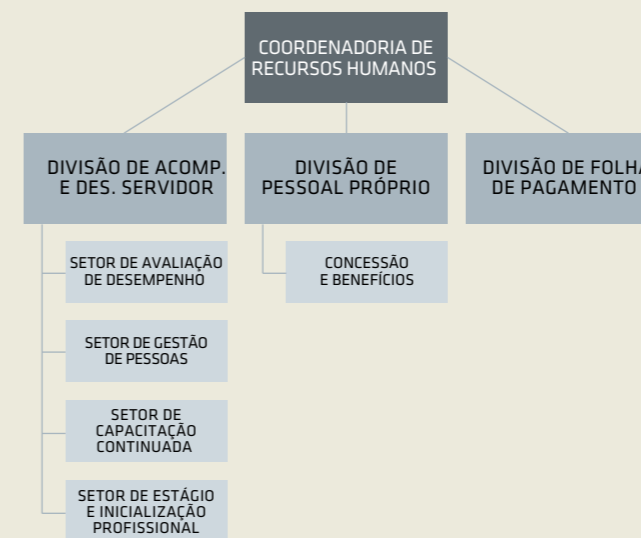 COORDENADORIA DE
RECURSOS HUMANOS
DIVISÃO DE ACOMP.
E DES. SERVIDOR
DIVISÃO DE
PESSOAL PRÓPRIO
DIVISÃO DE FOLHA
DE PAGAMENTO
SETOR DE AVALIAÇÃO
DE DESEMPENHO
CONCESSÃO
E BENEFÍCIOS
SETOR DE GESTÃO
DE PESSOAS
SETOR DE
CAPACITAÇÃO
CONTINUADA
SETOR DE ESTÁGIO
E INICIALIZAÇÃO
PROFISSIONAL